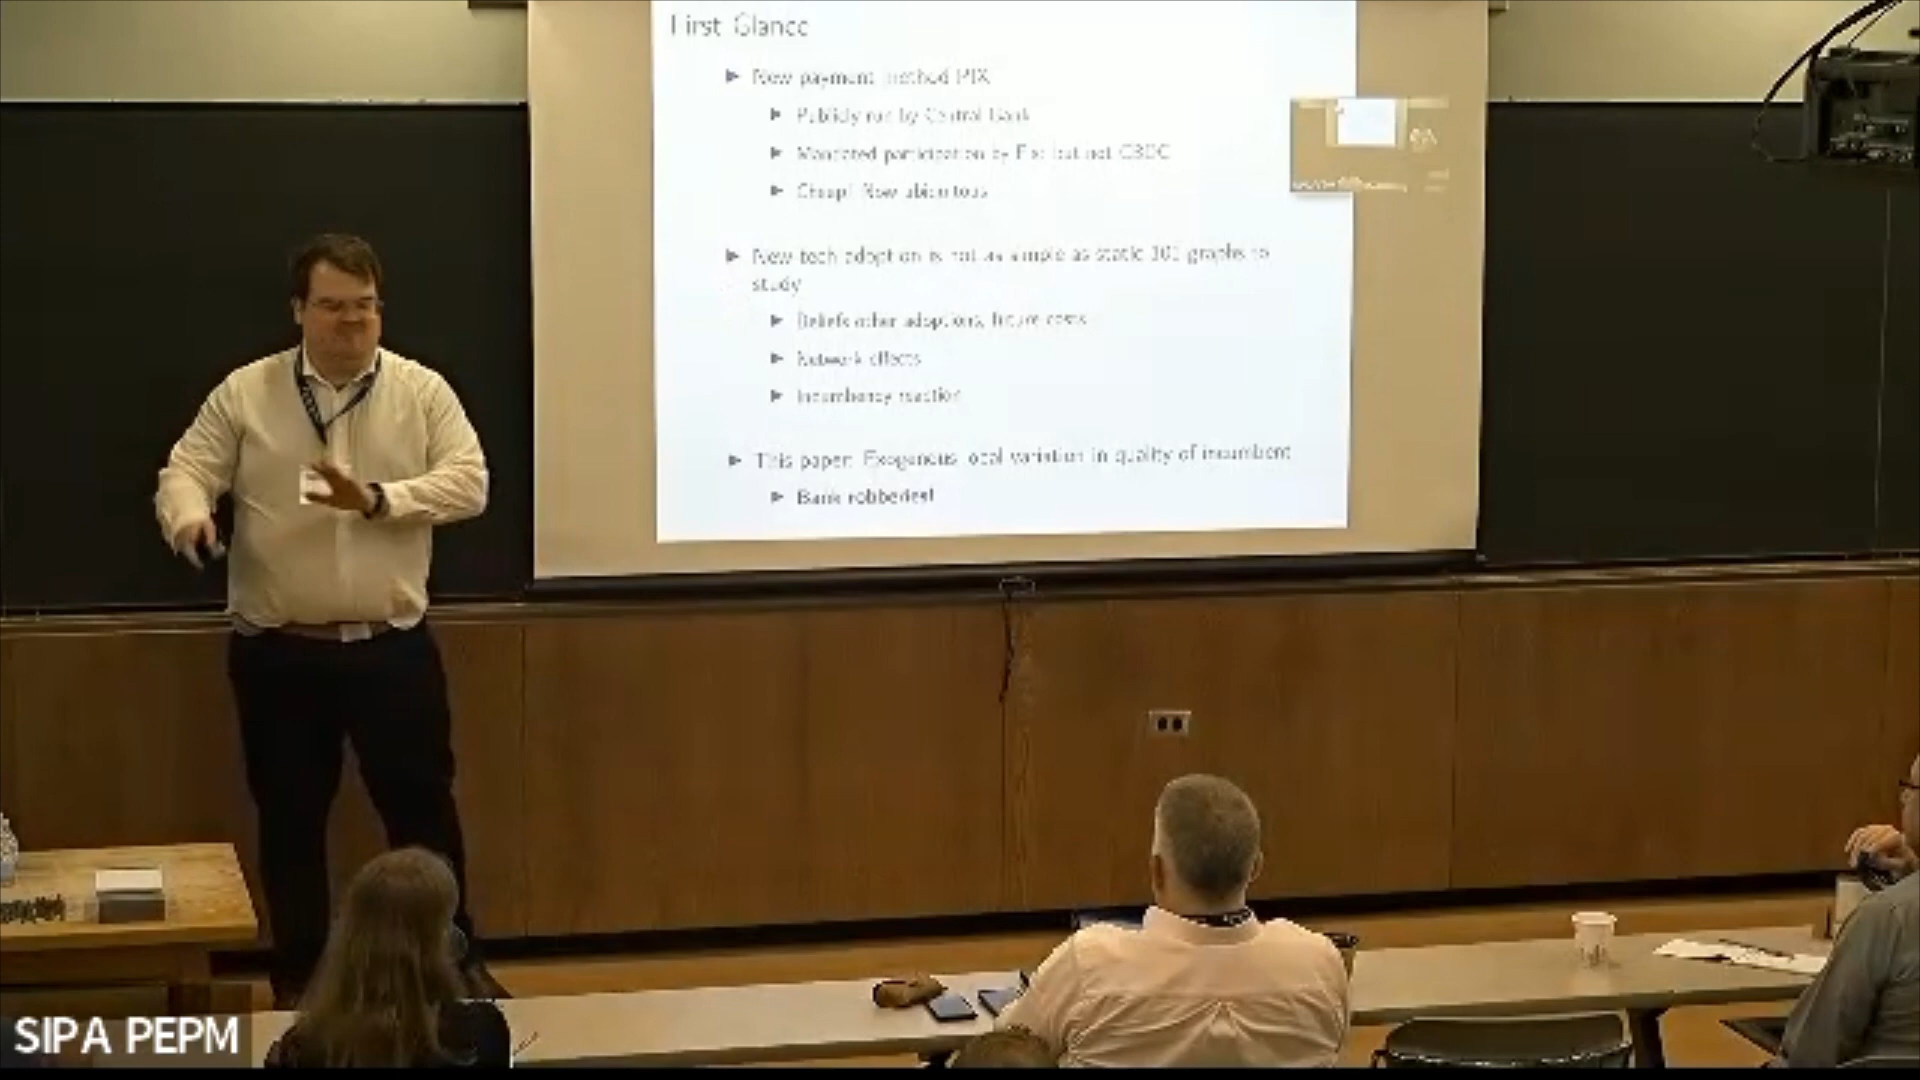 First Glance
New payment method PIX
Publicly run by Central Bank
Mandated participation by FIs: but not CBDC
Cheap! Now ubiquitous
New tech adoption is not as simple as static 101 graphs to
study
Beliefs other adoptions, future costs
Network effects
Incumbency reaction
This paper: Exogenous local variation in quality of incumbent
Bank robberies!
SIPA PEPM